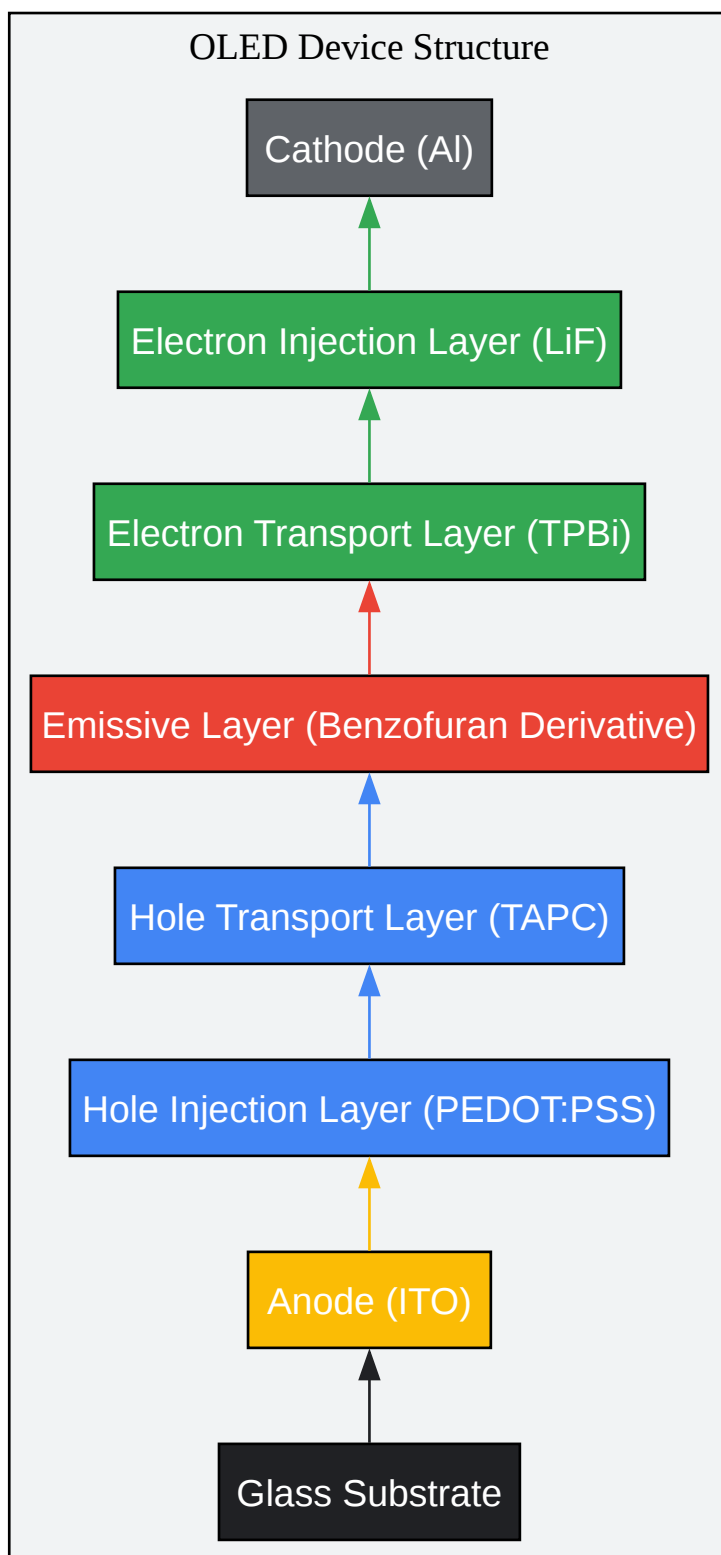 OLED Device Structure
Cathode (Al)
Electron Injection Layer (LiF)
Electron Transport Layer (TPBi)
Emissive Layer (Benzofuran Derivative)
Hole Transport Layer (TAPC)
Hole Injection Layer (PEDOT:PSS)
Anode (ITO)
Glass Substrate